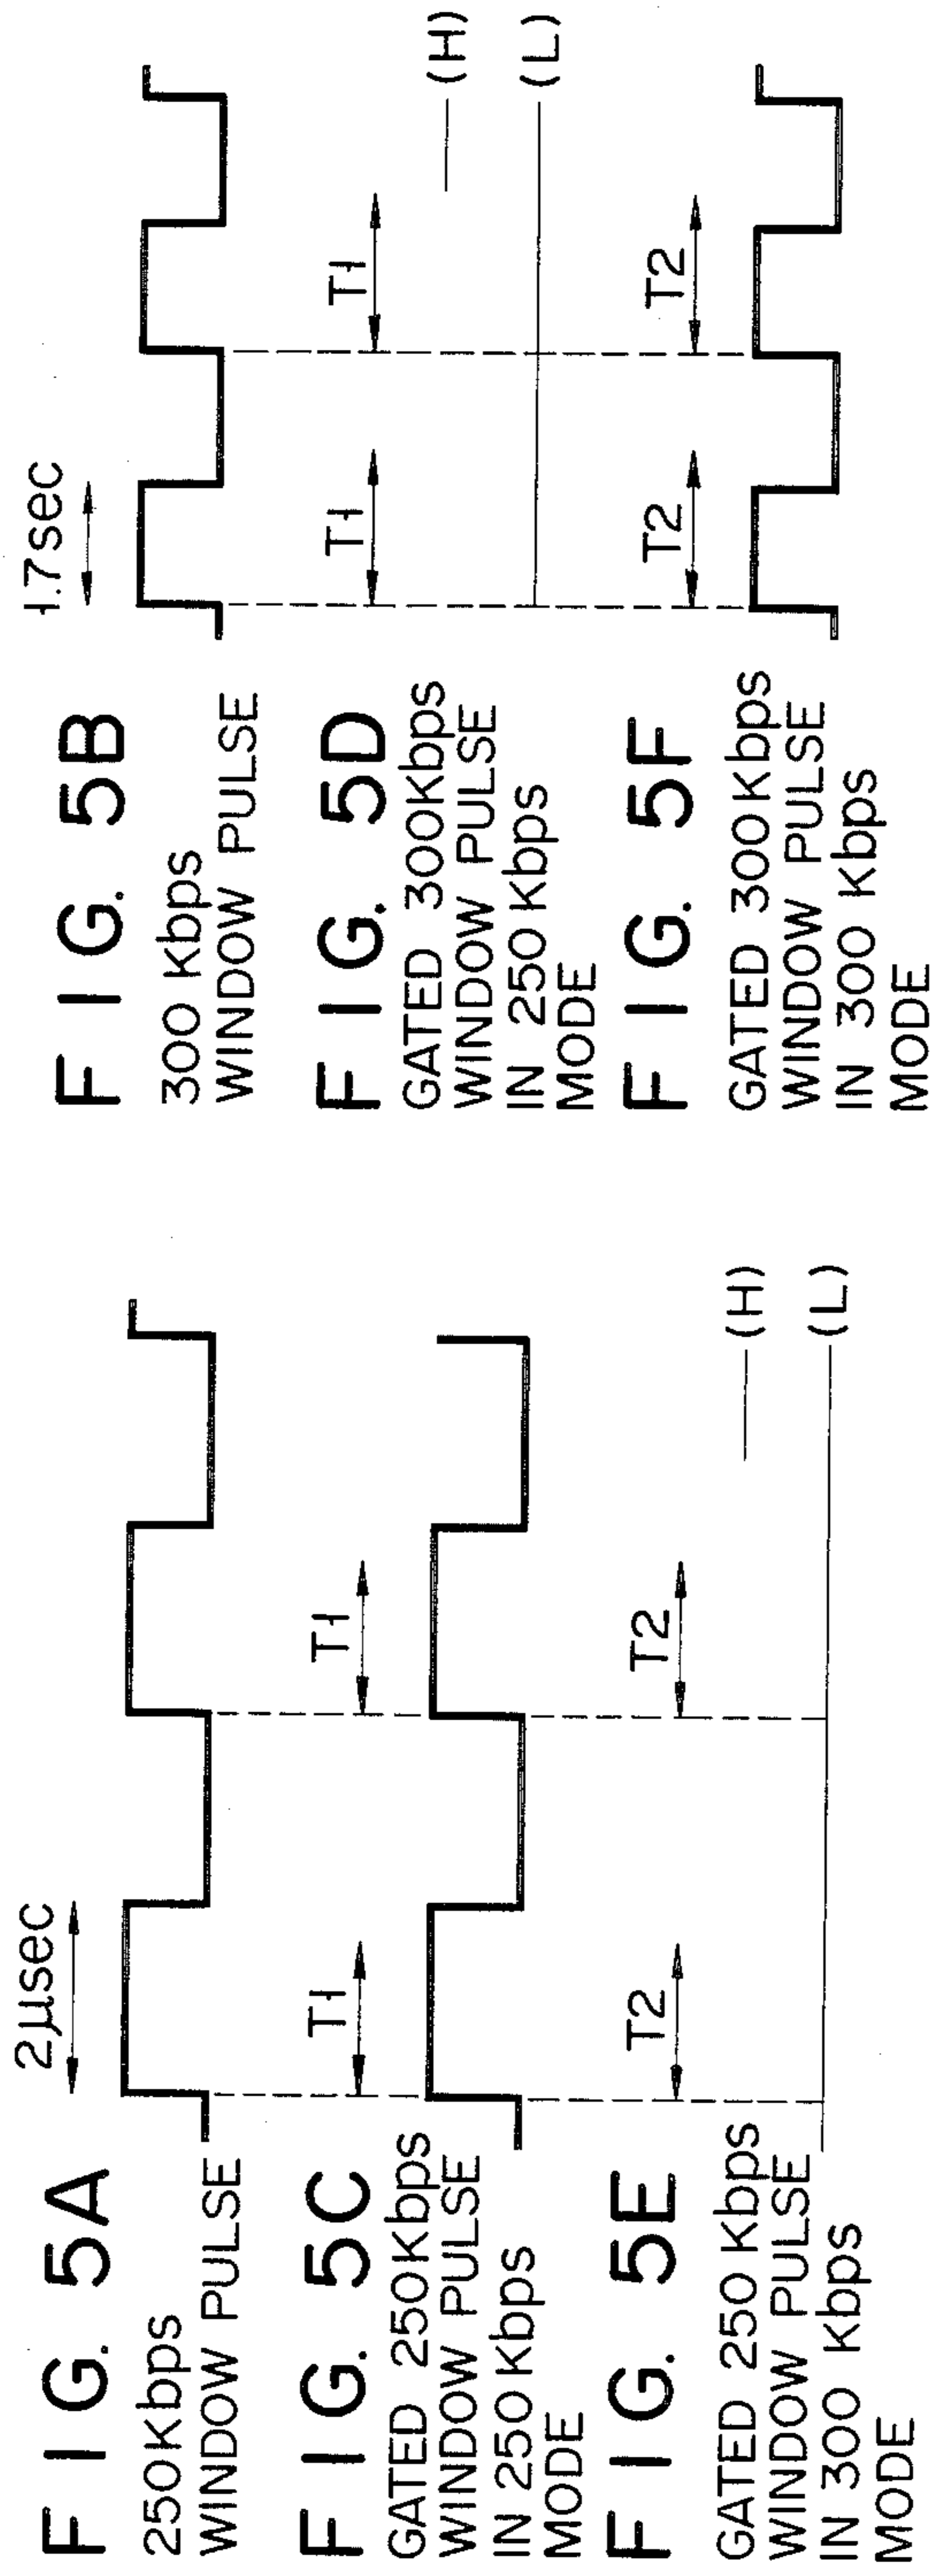 FIG. 5A
250Kbps
WINDOW PULSE
2μsec
FIG. 5C
GATED 250Kbps
WINDOW PULSE
IN 250Kbps
MODE
T1
T1
FIG. 5E
GATED 250Kbps
WINDOW PULSE
IN 300 Kbps
MODE
T2
T2
(H)
(L)
FIG. 5B
300 Kbps
WINDOW PULSE
1.7sec
FIG. 5D
GATED 300Kbps
WINDOW PULSE
IN 250 Kbps
MODE
T1
T1
(H)
(L)
FIG. 5F
GATED 300Kbps
WINDOW PULSE
IN 300 Kbps
MODE
T2
T2